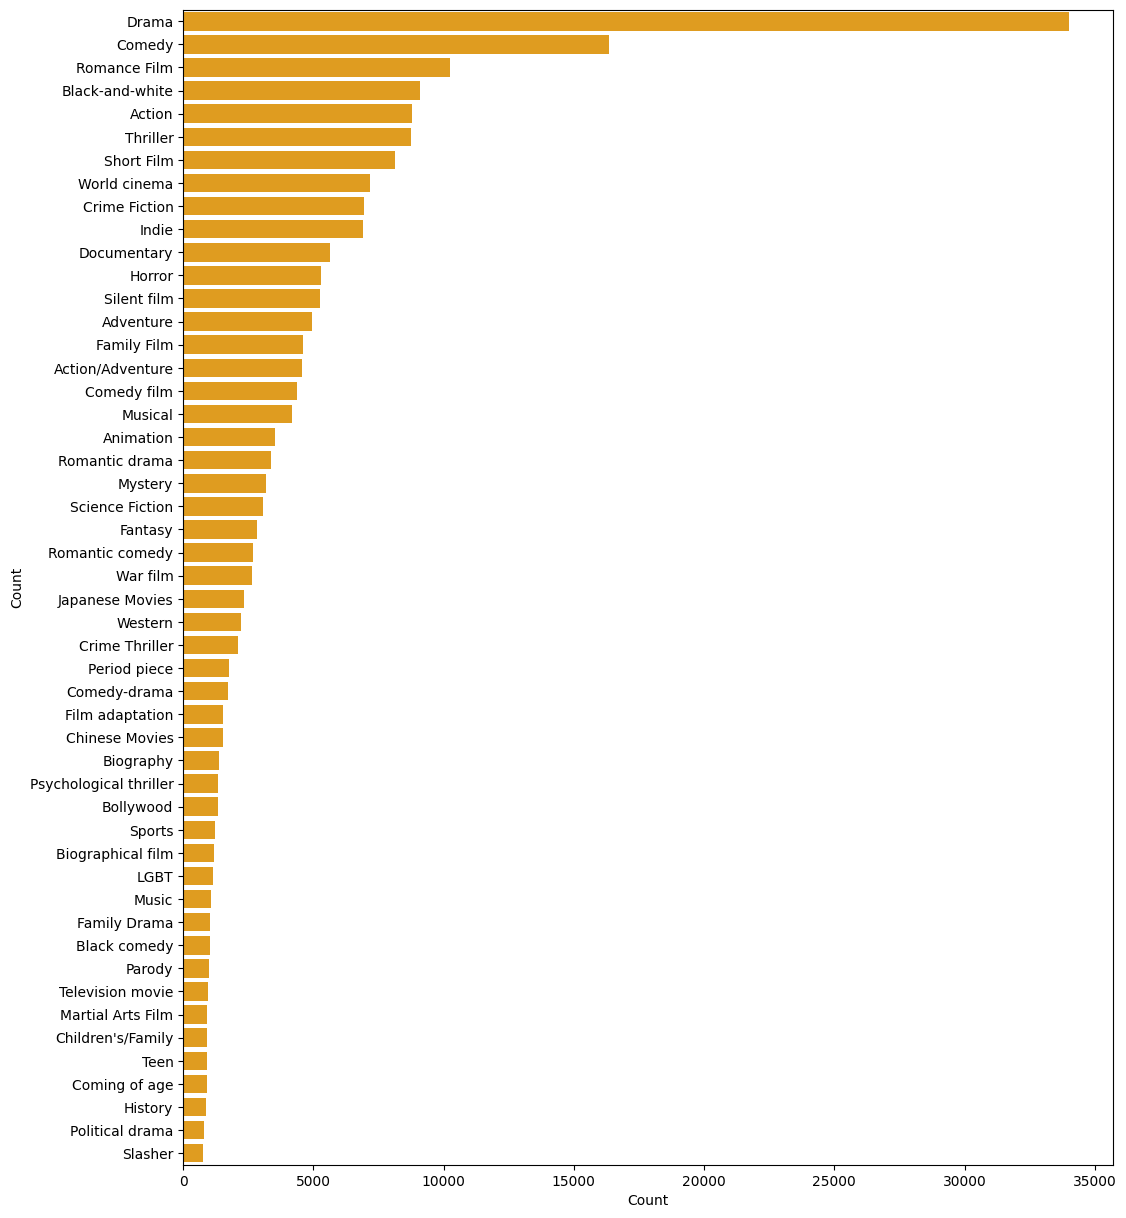 Drama
Comedy
Romance Film
Black-and-white
Action
Thriller
Short Film
World cinema
Crime Fiction
Indie
Documentary
Horror
Silent film
Adventure
Family Film
Action/Adventure
Comedy film
Musical
Animation
Romantic drama
Mystery
Science Fiction
Fantasy
Romantic comedy
War film
Japanese Movies
Western
Crime Thriller
Period piece
Comedy-drama
Film adaptation
Chinese Movies
Biography
Psychological thriller
Bollywood
Sports
Biographical film
LGBT
Music
Family Drama
Black comedy
Parody
Television movie
Martial Arts Film
Children's/Family
Teen
Coming of age
History
Political drama
Slasher
Count
0 5000 10000 15000 20000 25000 30000 35000
Count